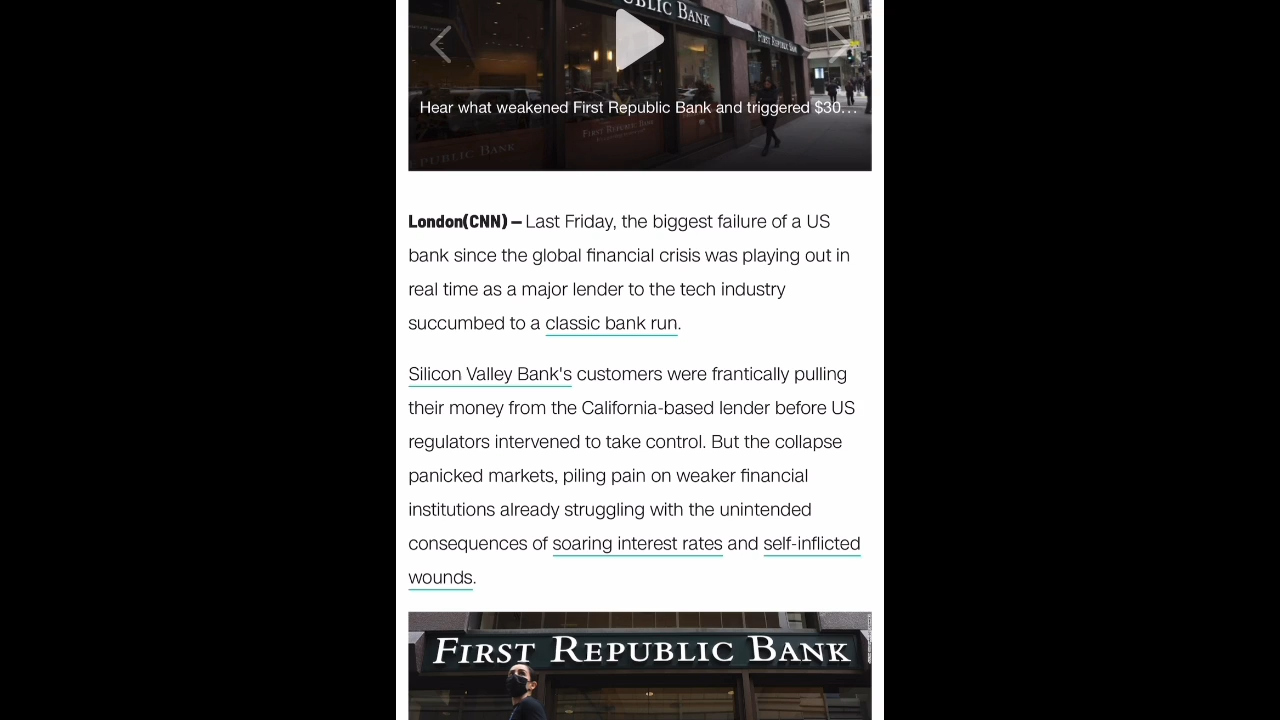 UBLIC BANK
FIRST REPUBLIC BANK
Hear what weakened First Republic Bank and triggered $30...
FIRST REPUBLIC BANK
PUBLIC BANK
London(CNN) — Last Friday, the biggest failure of a US
bank since the global financial crisis was playing out in
real time as a major lender to the tech industry
succumbed to a classic bank run.
Silicon Valley Bank's customers were frantically pulling
their money from the California-based lender before US
regulators intervened to take control. But the collapse
panicked markets, piling pain on weaker financial
institutions already struggling with the unintended
consequences of soaring interest rates and self-inflicted
wounds.
FIRST REPUBLIC BANK